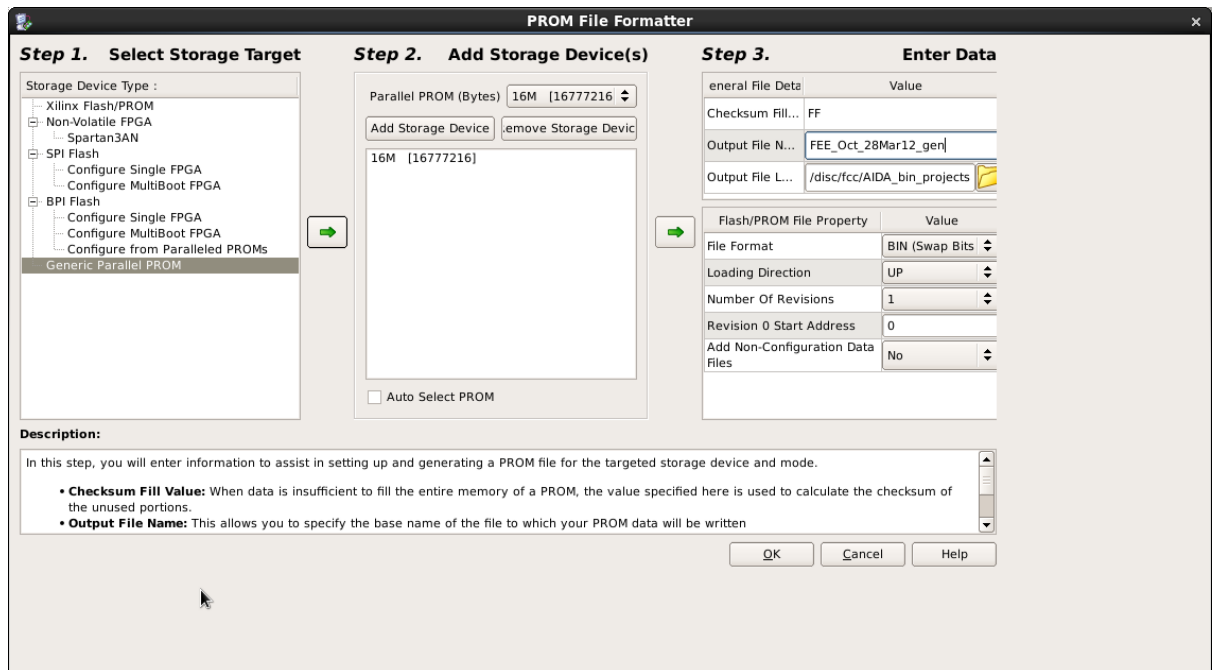 PROM File Formatter
Step 1. Select Storage Target
Storage Device Type :
Xilinx Flash/PROM
Non-Volatile FPGA
Spartan3AN
SPI Flash
Configure Single FPGA
Configure MultiBoot FPGA
BPI Flash
Configure Single FPGA
Configure MultiBoot FPGA
Configure from Paralleled PROMs
Generic Parallel PROM
Step 2. Add Storage Device(s)
Parallel PROM (Bytes) 16M [16777216
Add Storage Device emove Storage Devic
16M [16777216]
Auto Select PROM
Step 3. Enter Data
eneral File Deta Value
Checksum Fill... FF
Output File N... FEE_Oct_28Mar12_gen
Output File L... /disc/fcc/AIDA_bin_projects
Flash/PROM File Property Value
File Format BIN (Swap Bits
Loading Direction UP
Number Of Revisions 1
Revision 0 Start Address 0
Add Non-Configuration Data
Files No
Description:
In this step, you will enter information to assist in setting up and generating a PROM file for the targeted storage device and mode.
• Checksum Fill Value: When data is insufficient to fill the entire memory of a PROM, the value specified here is used to calculate the checksum of
the unused portions.
• Output File Name: This allows you to specify the base name of the file to which your PROM data will be written
OK Cancel Help